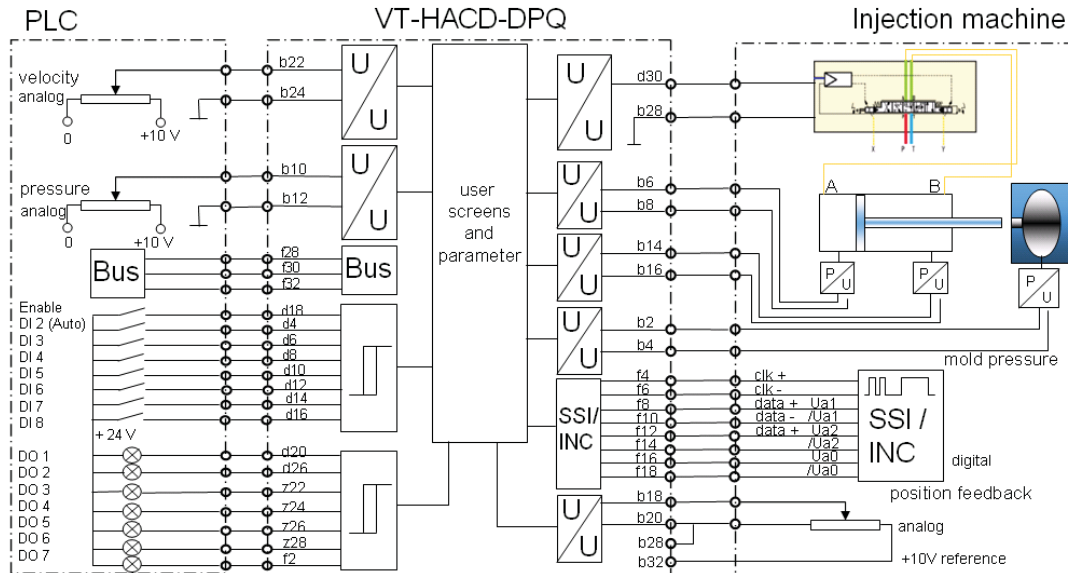 PLC
VT-HACD-DPQ
Injection machine
velocity
analog
0
+10 V
b22
b24
U
U
pressure
analog
0
+10 V
b10
b12
U
U
Bus
f28
f30
f32
Bus
Enable
DI 2 (Auto)
DI 3
DI 4
DI 5
DI 6
DI 7
DI 8
+ 24 V
d18
d4
d6
d8
d10
d12
d14
d16
DO 1
DO 2
DO 3
DO 4
DO 5
DO 6
DO 7
d20
d26
z22
z24
z26
z28
f2
user
screens
and
parameter
U
U
d30
b28
U
U
b6
b8
U
U
b14
b16
U
U
b2
b4
SSI/
INC
f4
f6
f8
f10
f12
f14
f16
f18
U
U
b18
b20
b28
b32
X
P
T
Y
A
B
P
U
P
U
P
U
mold pressure
clk +
clk -
data + Ua1
data - /Ua1
data + Ua2
/Ua2
Ua0
/Ua0
SSI /
INC
digital
position feedback
analog
+10V reference